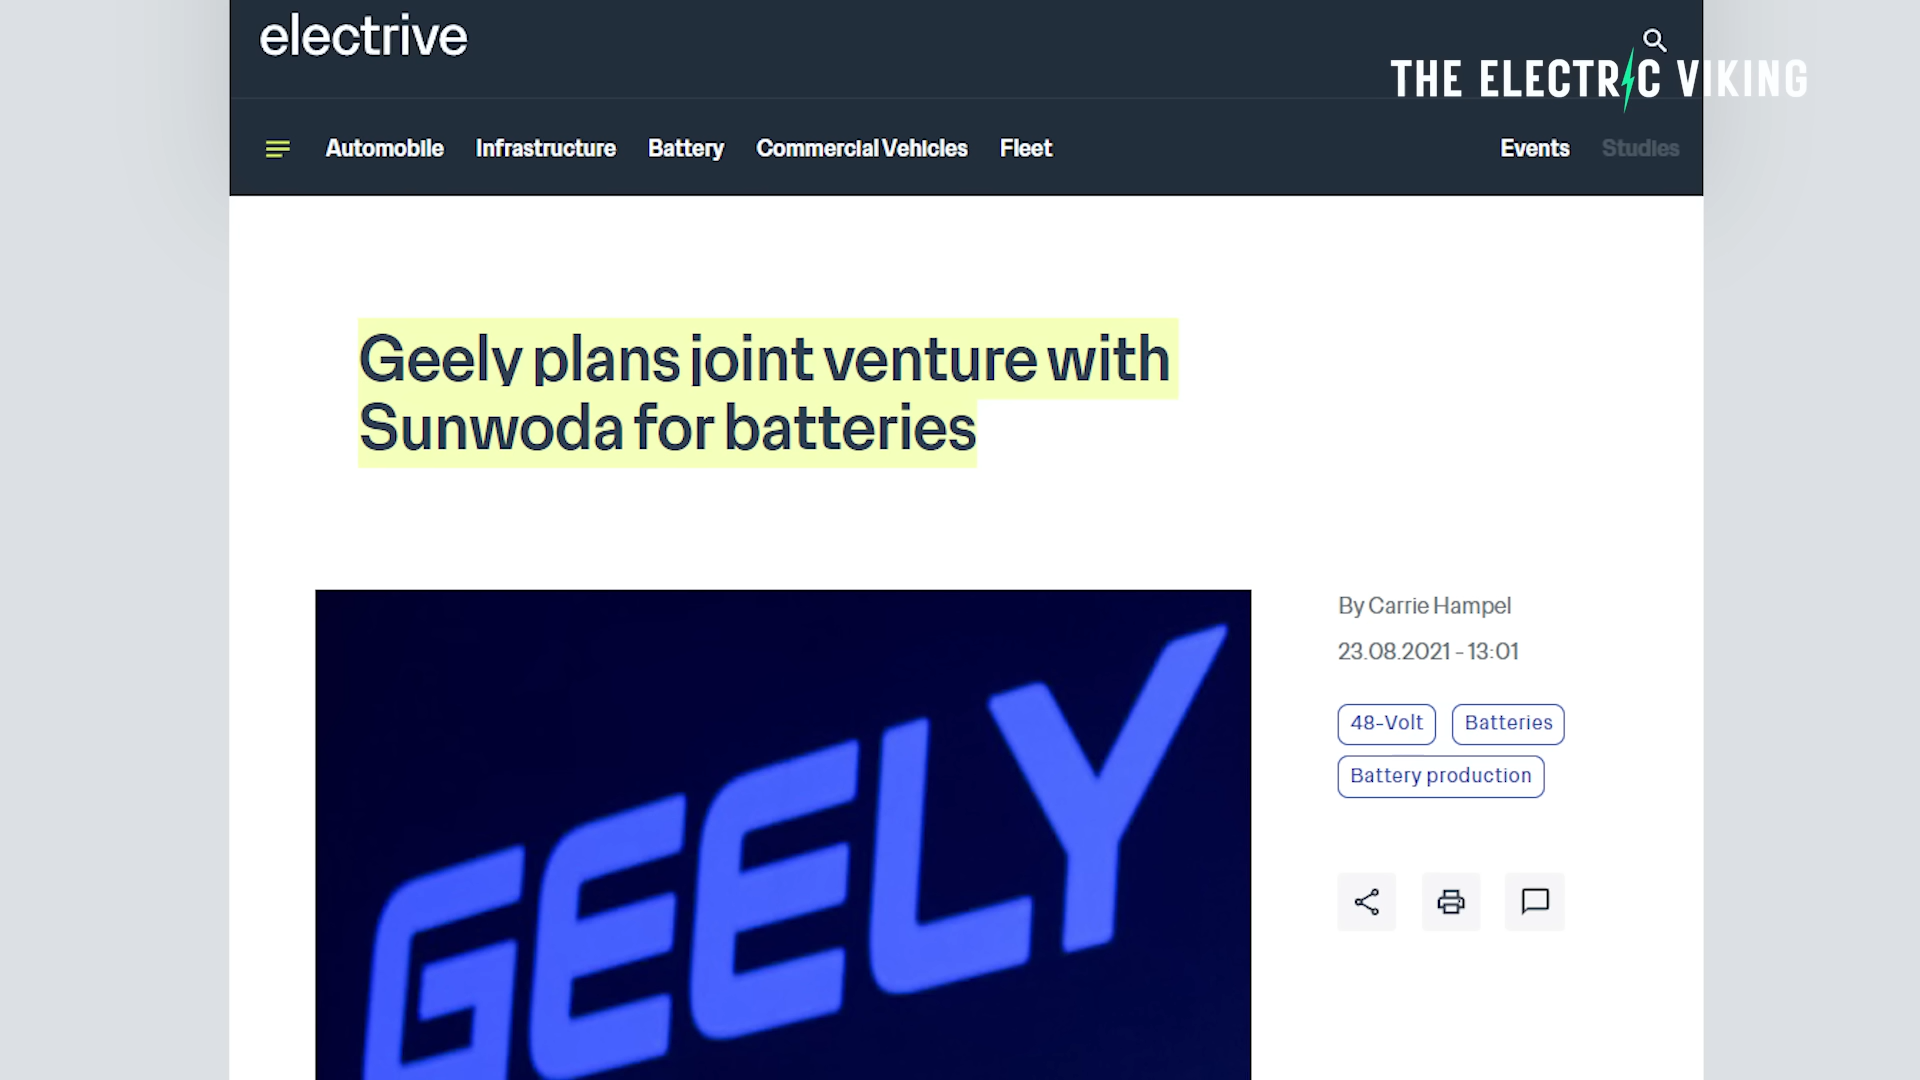 electrive
THE ELECTRIC VIKING
Automobile Infrastructure Battery Commercial Vehicles Fleet Events Studies
Geely plans joint venture with
Sunwoda for batteries
By Carrie Hampel
23.08.2021 - 13:01
48-Volt Batteries
Battery production
GEELY